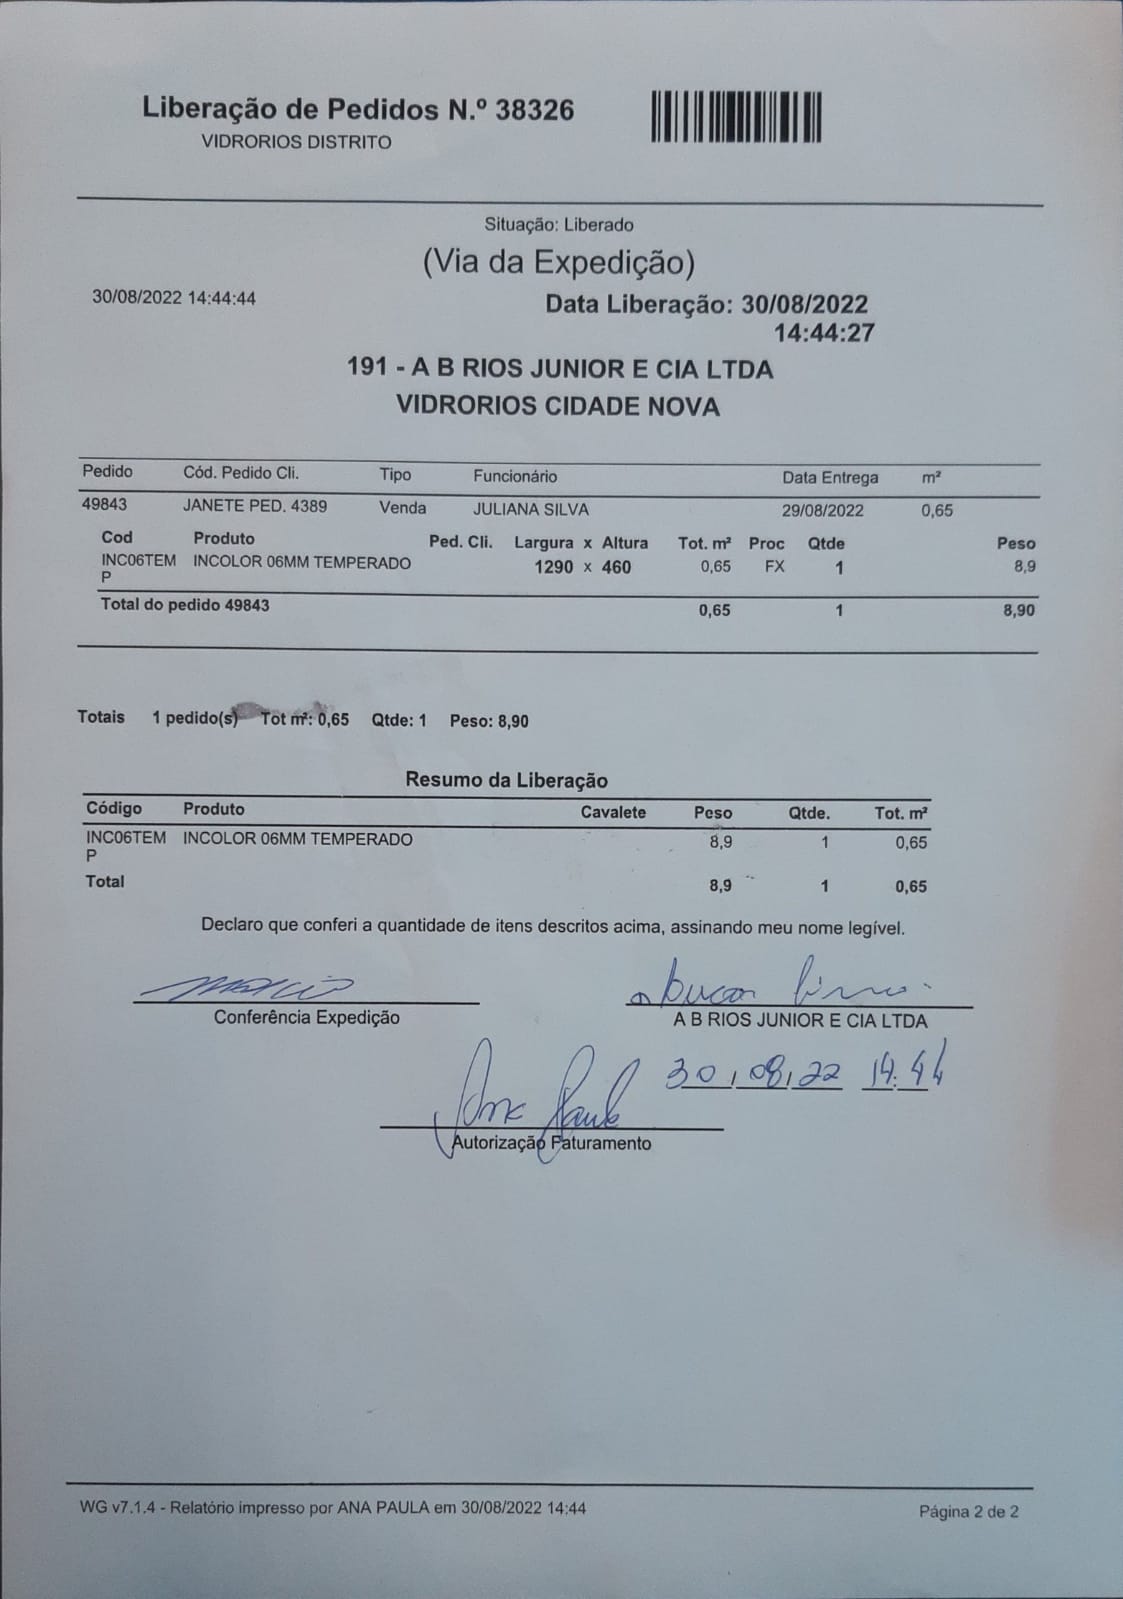 Liberação de Pedidos N.º 38326
VIDRORIOS DISTRITO
Situação: Liberado
(Via da Expedição)
30/08/2022 14:44:44
Data Liberação: 30/08/2022
14:44:27
191 - A B RIOS JUNIOR E CIA LTDA
VIDRORIOS CIDADE NOVA
Pedido Cód. Pedido Cli. Tipo Funcionário Data Entrega m²
49843 JANETE PED. 4389 Venda JULIANA SILVA 29/08/2022 0,65
Cod Produto Ped. Cli. Largura x Altura Tot. m² Proc Qtde Peso
INC06TEM INCOLOR 06MM TEMPERADO 1290 x 460 0,65 FX 1 8,9
P
Total do pedido 49843 0,65 1 8,90
Totais 1 pedido(s) Tot m²: 0,65 Qtde: 1 Peso: 8,90
Resumo da Liberação
Código Produto Cavalete Peso Qtde. Tot. m²
INC06TEM INCOLOR 06MM TEMPERADO 8,9 1 0,65
P
Total 8,9 1 0,65
Declaro que conferi a quantidade de itens descritos acima, assinando meu nome legível.
Conferência Expedição
A B RIOS JUNIOR E CIA LTDA
30/08/22 14:44
Ana Paula
Autorização Faturamento
WG v7.1.4 - Relatório impresso por ANA PAULA em 30/08/2022 14:44
Página 2 de 2